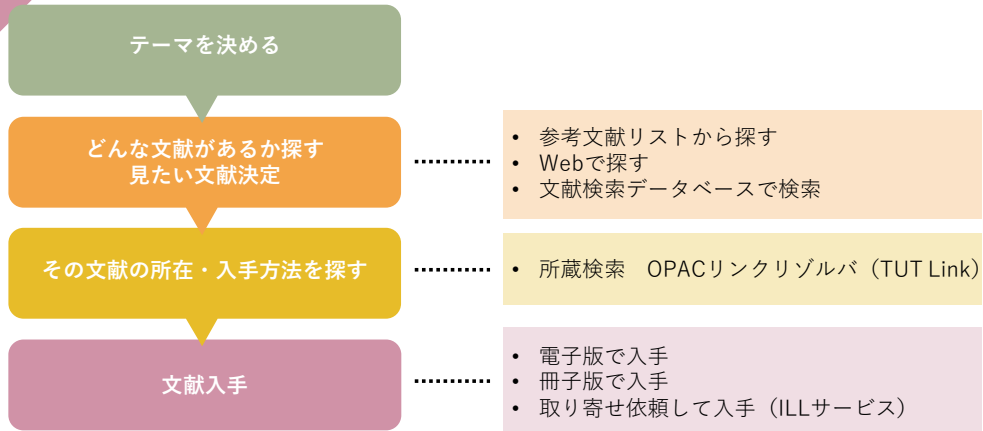 テーマを決める
どんな文献があるか探す
見たい文献決定
• 参考文献リストから探す
• Webで探す
• 文献検索データベースで検索
その文献の所在・入手方法を探す
• 所蔵検索　OPACリンクリゾルバ（TUT Link）
文献入手
• 電子版で入手
• 冊子版で入手
• 取り寄せ依頼して入手（ILLサービス）